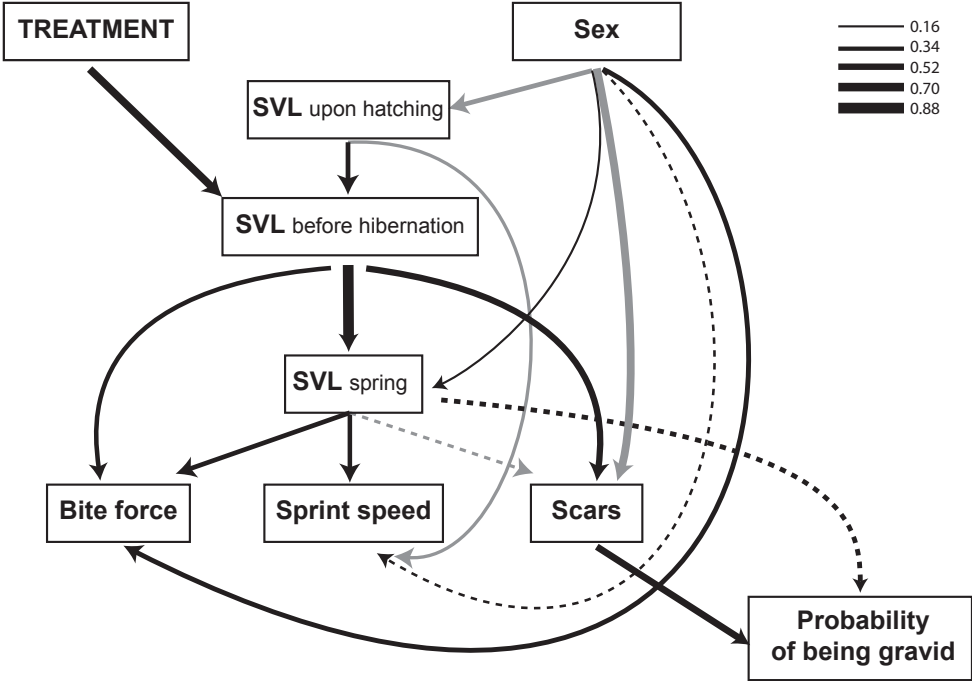 TREATMENT
Sex
0.16
0.34
0.52
0.70
0.88
SVL upon hatching
SVL before hibernation
SVL spring
Bite force
Sprint speed
Scars
Probability
of being gravid